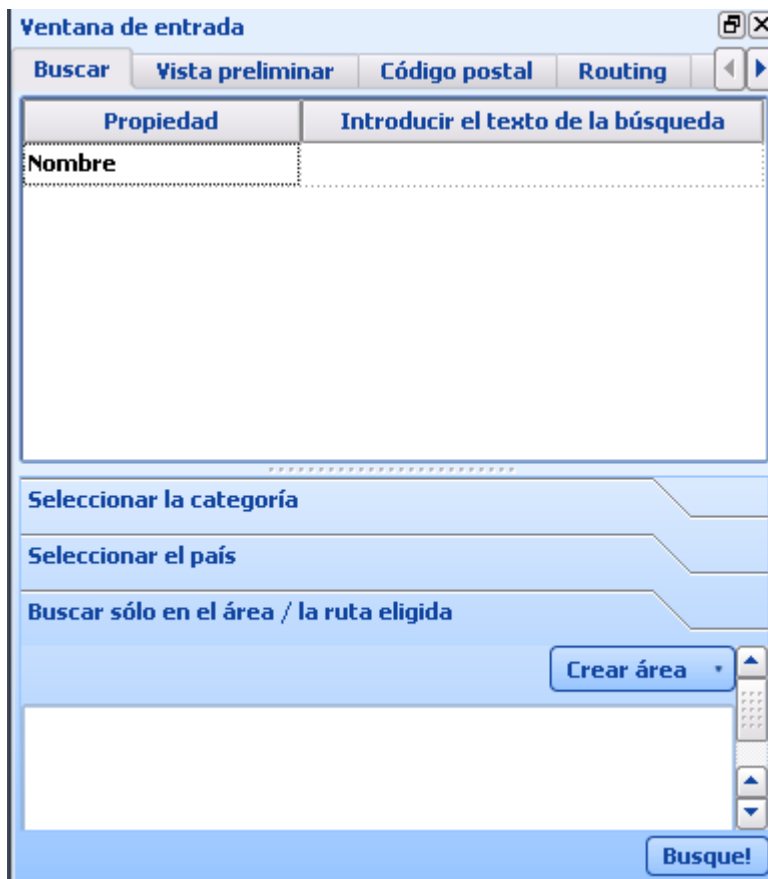 Ventana de entrada
Buscar Vista preliminar Código postal Routing
Propiedad Introducir el texto de la búsqueda
Nombre
Seleccionar la categoría
Seleccionar el país
Buscar sólo en el área / la ruta eligida
Crear área
Busque!